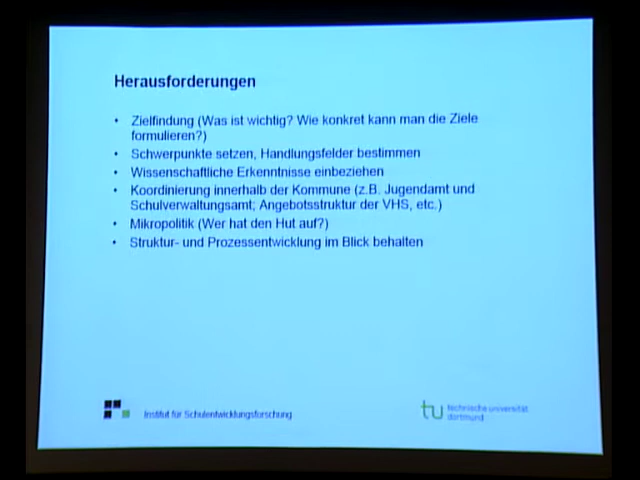 Herausforderungen
• Zielfindung (Was ist wichtig? Wie konkret kann man die Ziele
formulieren?)
• Schwerpunkte setzen, Handlungsfelder bestimmen
• Wissenschaftliche Erkenntnisse einbeziehen
• Koordinierung innerhalb der Kommune (z.B. Jugendamt und
Schulverwaltungsamt; Angebotsstruktur der VHS, etc.)
• Mikropolitik (Wer hat den Hut auf?)
• Struktur- und Prozessentwicklung im Blick behalten
Institut für Schulentwicklungsforschung
tu technische universität
dortmund